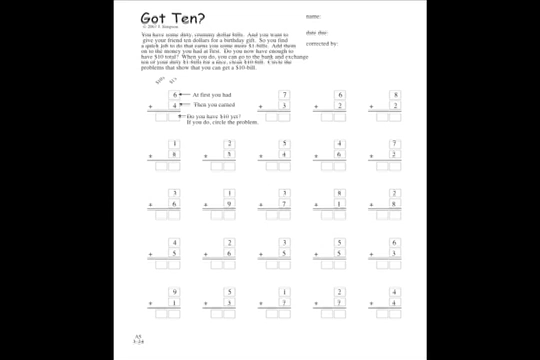 Got Ten?
name:
date due:
corrected by:
You have some dirty, crummy dollar bills. And you want to
give your friend ten dollars for a birthday gift. So you find
a quick job to do that earns you some more $1-bills. Add them
on to the money you had at first. Do you now have enough to
have $10 total? When you do, you can go to the bank and exchange
ten of your dirty $1-bills for a nice, clean $10-bill. Circle the
problems that show that you can get a $10-bill.
6 At first you had
+ 4 Then you earned
Do you have $10 yet?
If you do, circle the problem.
7 6 8
+ 3 + 2 + 2
1 2 5 4 7
+ 8 + 5 + 4 + 6 + 2
3 1 3 8 2
+ 6 + 9 + 7 + 1 + 8
4 2 3 5 6
+ 5 + 6 + 5 + 5 + 3
9 5 1 2 4
+ 1 + 3 + 7 + 7 + 4